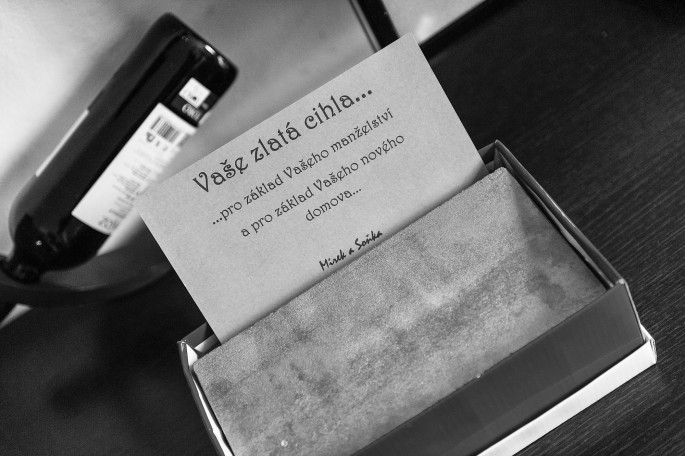 Vaše zlatá cihla...
...pro základ Vašeho manželství
a pro základ Vašeho nového
domova...
Mirek a Soňka